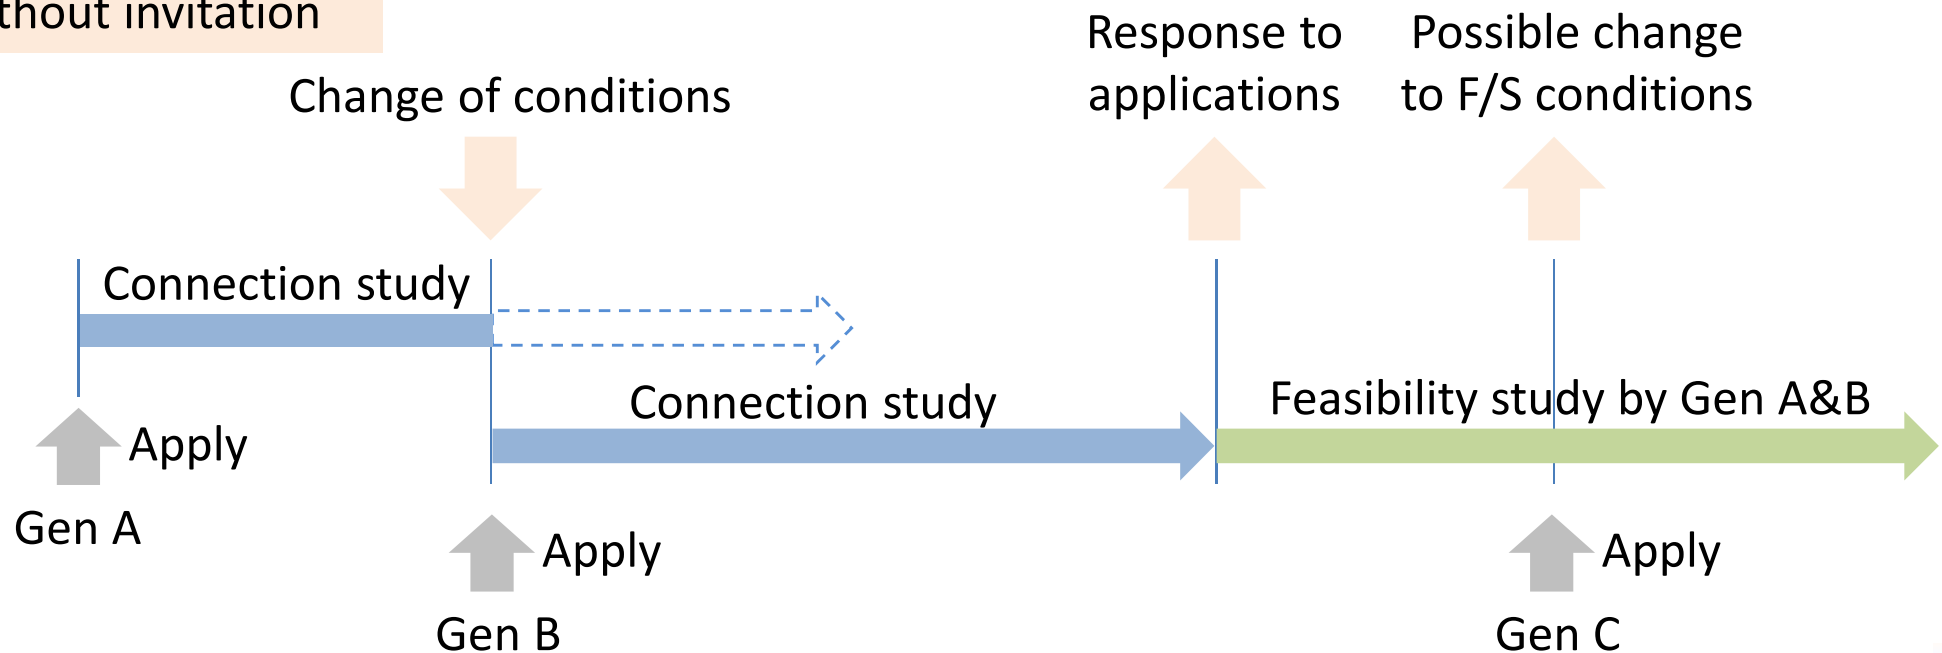 invitation
Response to
applications
Possible change
to F/S conditions
Change of conditions
Connection study
Connection study
Feasibility study by Gen A&B
Apply
Gen A
Apply
Gen B
Apply
Gen C